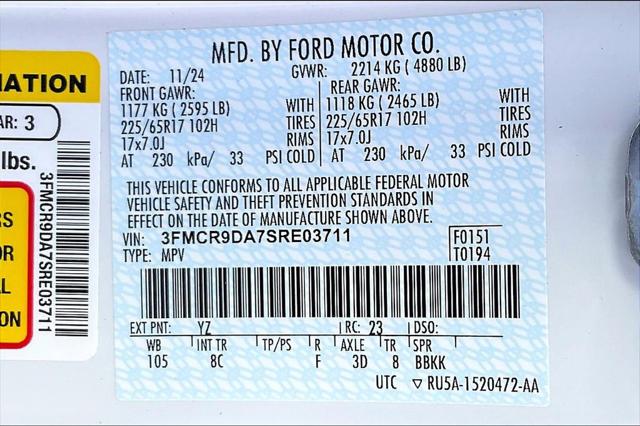 MFD. BY FORD MOTOR CO.
DATE: 11/24 GVWR: 2214 KG ( 4880 LB)
FRONT GAWR: REAR GAWR:
1177 KG ( 2595 LB) WITH 1118 KG ( 2465 LB) WITH
225/65R17 102H TIRES 225/65R17 102H TIRES
17x7.0J RIMS 17x7.0J RIMS
AT 230 kPa/ 33 PSI COLD AT 230 kPa/ 33 PSI COLD
THIS VEHICLE CONFORMS TO ALL APPLICABLE FEDERAL MOTOR
VEHICLE SAFETY AND THEFT PREVENTION STANDARDS IN
EFFECT ON THE DATE OF MANUFACTURE SHOWN ABOVE.
VIN: 3FMCR9DA7SRE03711 F0151
TYPE: MPV T0194
EXT PNT: YZ RC: 23 DSO:
WB INT TR TP/PS R AXLE TR SPR
105 8C F 3D 8 BBKK
UTC ▽ RU5A-1520472-AA
AR: 3
lbs.
3FMCR9DA7SRE03711